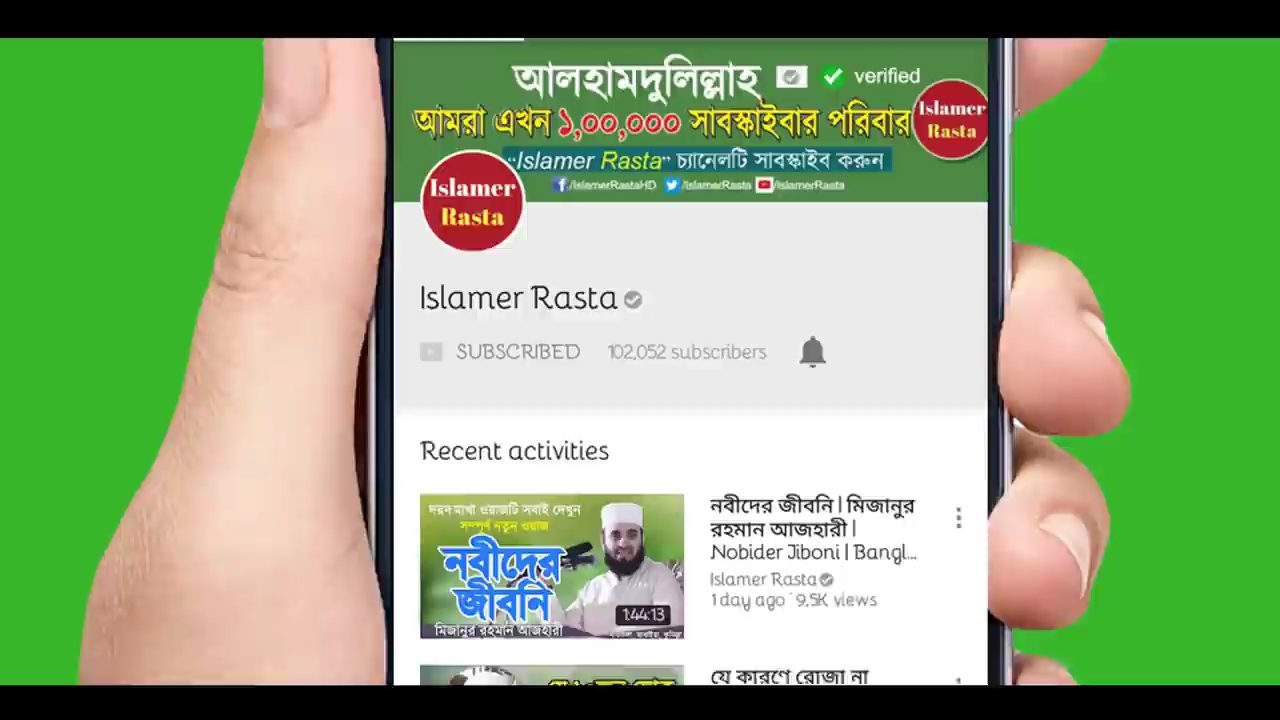 আলহামদুলিল্লাহ verified
আমরা এখন ১,০০,০০০ সাবস্কাইবার পরিবার
Islamer
Rasta
“Islamer Rasta” চ্যানেলটি সাবস্কাইব করুন
/IslamerRastaHD /IslamerRasta /IslamerRasta
Islamer
Rasta
Islamer Rasta
SUBSCRIBED 102,052 subscribers
Recent activities
দরদ মাখা ওয়াজটি সবাই দেখুন
সম্পূর্ণ নতুন ওয়াজ
নবীদের
জীবনি
মিজানুর রহমান আজহারী
1:44:13
নবীদের জীবনি | মিজানুর
রহমান আজহারী |
Nobider Jiboni | Bangl...
Islamer Rasta
1 day ago · 9.5K views
যে কারণে রোজা না